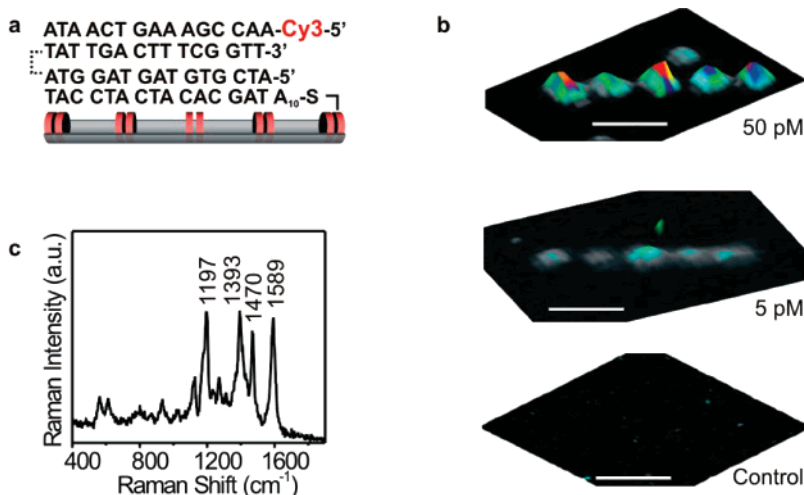 a
ATA ACT GAA AGC CAA-Cy3-5’
TAT TGA CTT TCG GTT-3’
ATG GAT GAT GTG CTA-5’
TAC CTA CTA CAC GAT A10-S
b
50 pM
5 pM
Control
c
1197
1393
1470
1589
Raman Intensity (a.u.)
400 800 1200 1600
Raman Shift (cm-1)